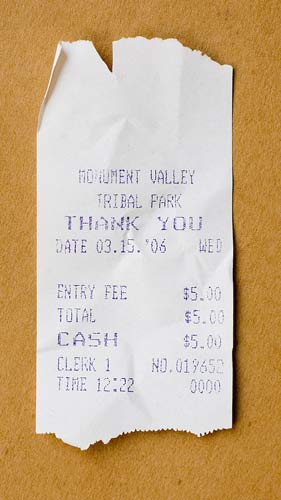 MONUMENT VALLEY
TRIBAL PARK
THANK YOU
DATE 03.15.'06 WED
ENTRY FEE $5.00
TOTAL $5.00
CASH $5.00
CLERK 1 NO.019652
TIME 12:22 0000